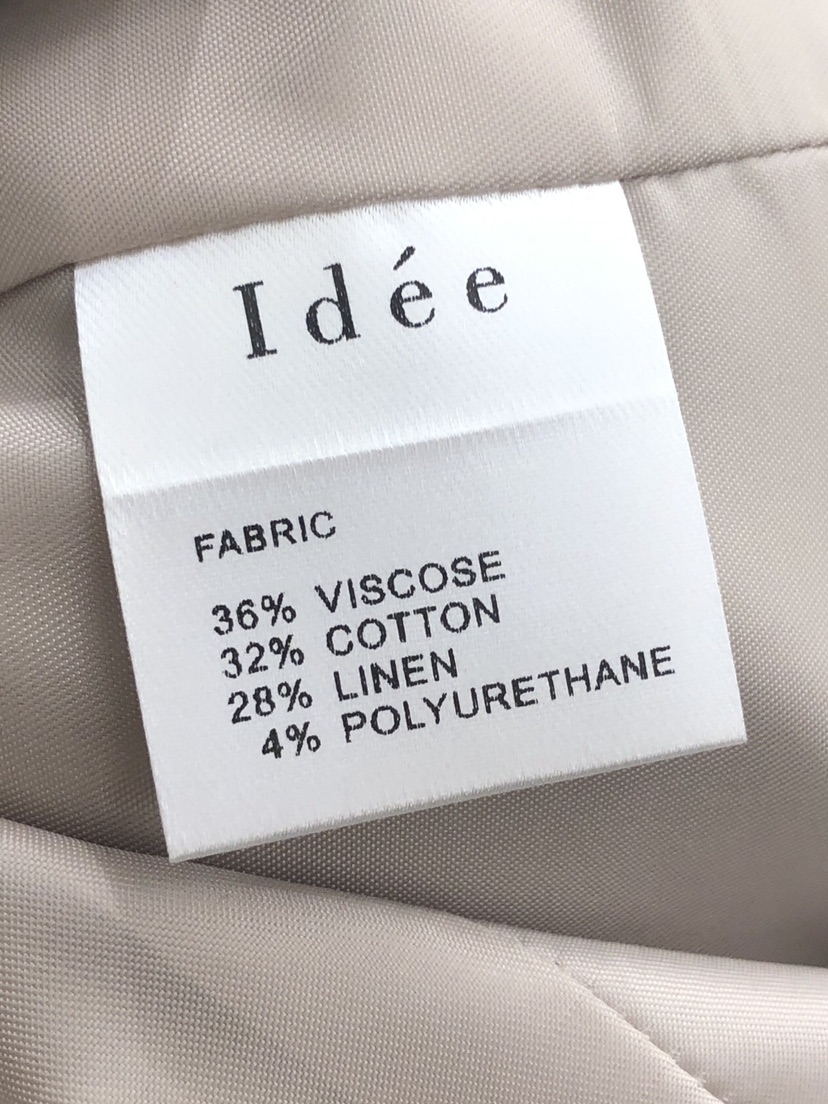 Idée
FABRIC
36% VISCOSE
32% COTTON
28% LINEN
4% POLYURETHANE